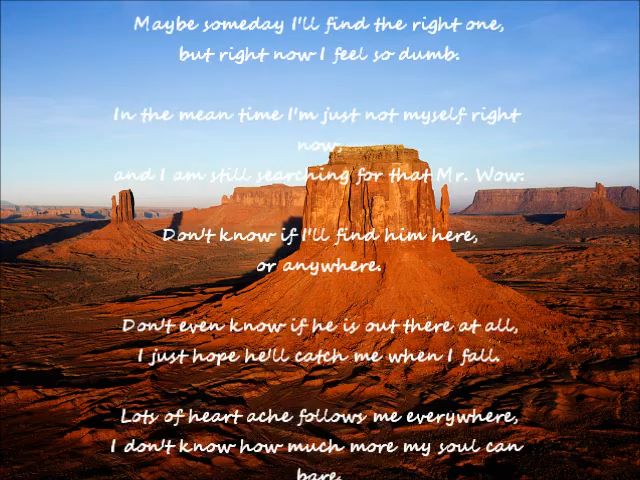 Maybe someday I'll find the right one,
but right now I feel so dumb.
In the mean time I'm just not myself right
now,
and I am still searching for that Mr. Wow.
Don't know if I'll find him here,
or anywhere.
Don't even know if he is out there at all,
I just hope he'll catch me when I fall.
Lots of heart ache follows me everywhere,
I don't know how much more my soul can
bare.